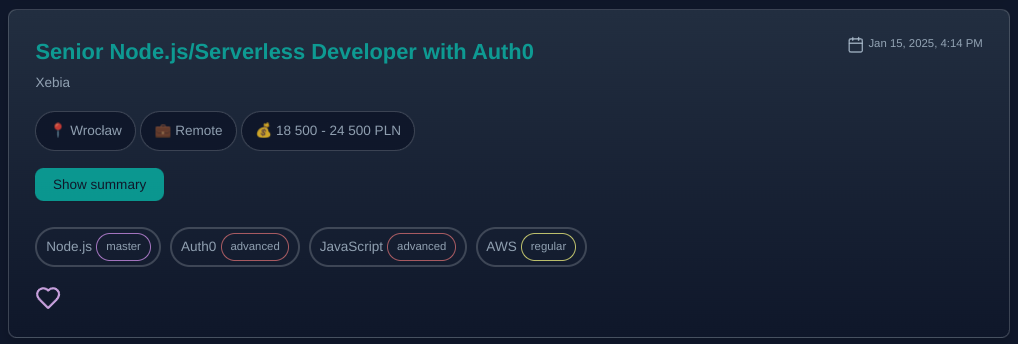 Senior Node.js/Serverless Developer with Auth0
Jan 15, 2025, 4:14 PM
Xebia
Wrocław Remote 18 500 - 24 500 PLN
Show summary
Node.js master Auth0 advanced JavaScript advanced AWS regular